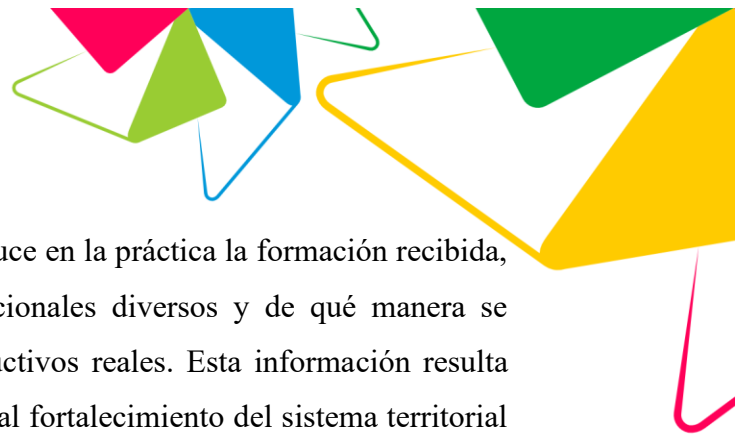 uce en la práctica la formación recibida,
cionales diversos y de qué manera se
uctivos reales. Esta información resulta
al fortalecimiento del sistema territorial